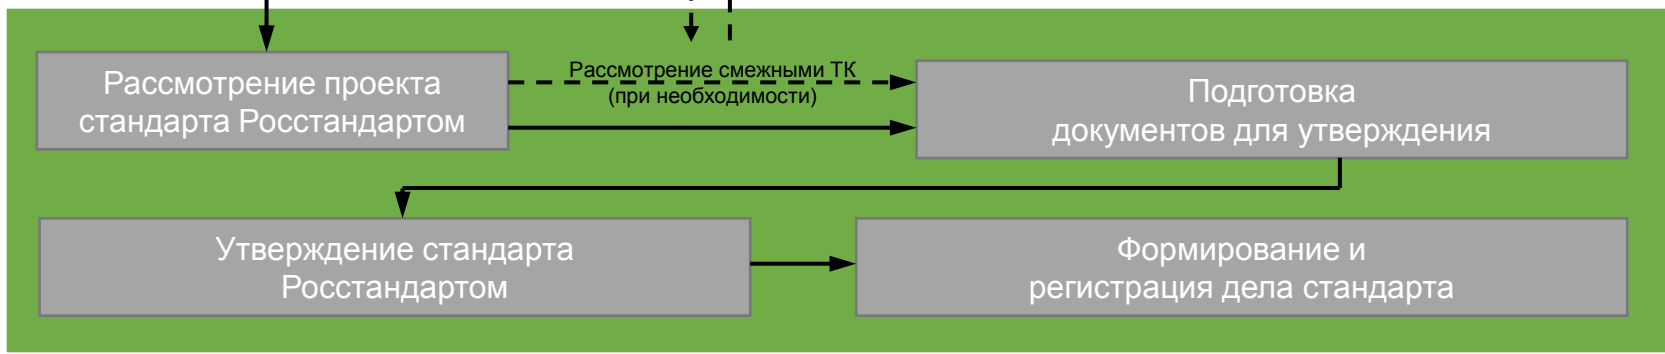 Рассмотрение проекта
стандарта Росстандартом
Рассмотрение смежными ТК
(при необходимости)
Подготовка
документов для утверждения
Утверждение стандарта
Росстандартом
Формирование и
регистрация дела стандарта